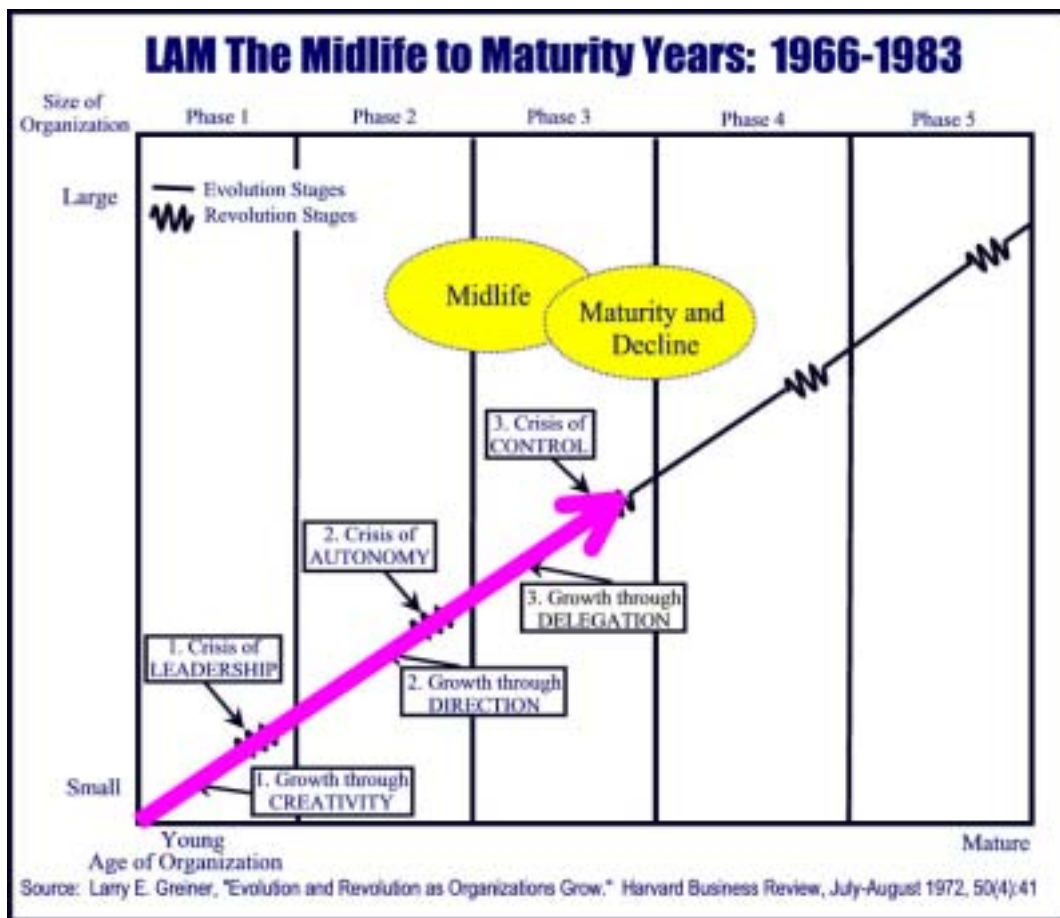 LAM The Midlife to Maturity Years: 1966-1983
Size of
Organization
Phase 1
Phase 2
Phase 3
Phase 4
Phase 5
Large
Evolution Stages
Revolution Stages
Midlife
Maturity and
Decline
3. Crisis of
CONTROL
2. Crisis of
AUTONOMY
3. Growth through
DELEGATION
1. Crisis of
LEADERSHIP
2. Growth through
DIRECTION
Small
1. Growth through
CREATIVITY
Young
Mature
Age of Organization
Source: Larry E. Greiner, "Evolution and Revolution as Organizations Grow." Harvard Business Review, July-August 1972, 50(4):41